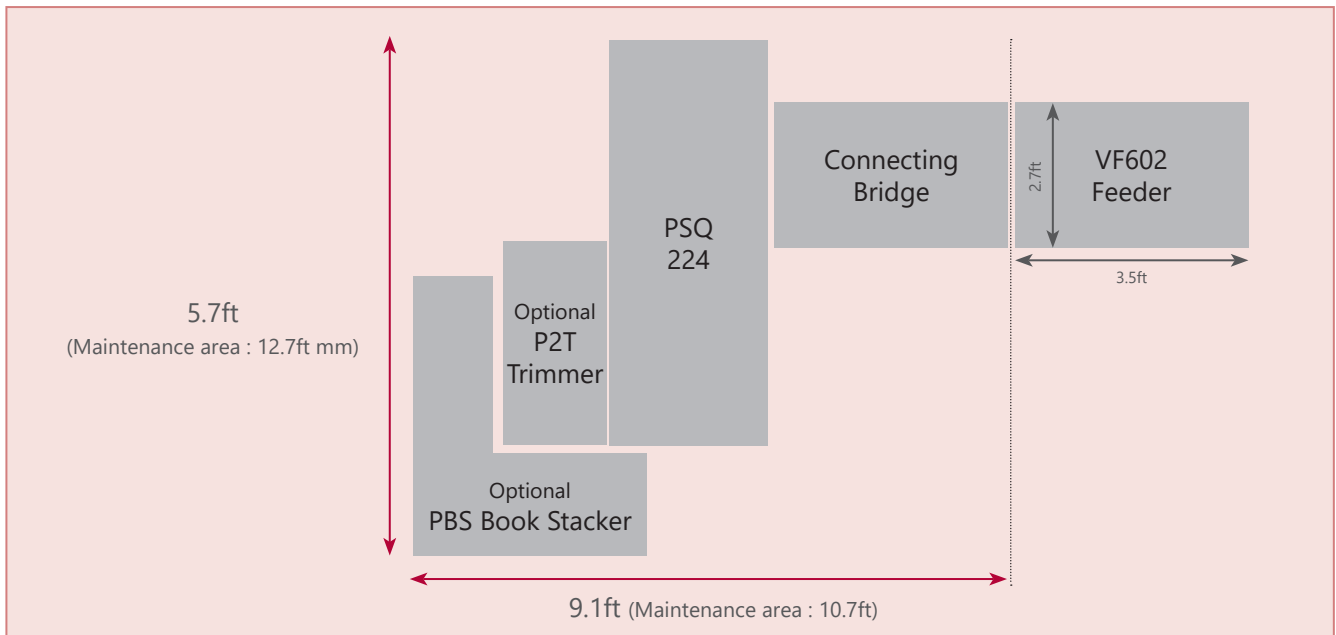 Connecting
Bridge
VF602
Feeder
2.7ft
3.5ft
PSQ
224
5.7ft
(Maintenance area : 12.7ft mm)
Optional
P2T
Trimmer
Optional
PBS Book Stacker
9.1ft (Maintenance area : 10.7ft)